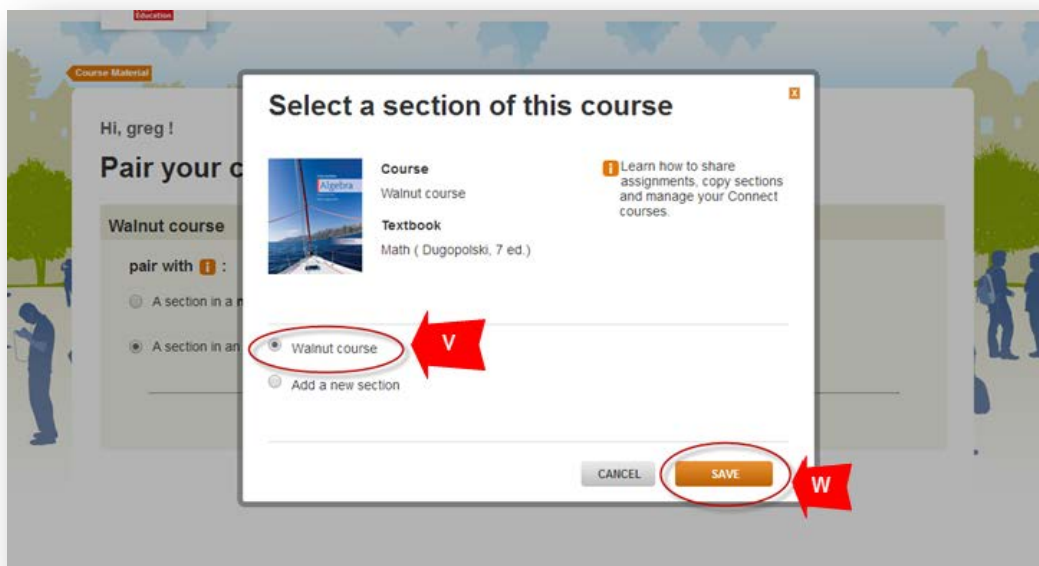 Education
Course Material
Hi, greg !
Pair your c
Walnut course
pair with i :
A section in a n
A section in an
Select a section of this course
x
Algebra
Course
Walnut course
Textbook
Math ( Dugopolski, 7 ed.)
i Learn how to share
assignments, copy sections
and manage your Connect
courses.
Walnut course
V
Add a new section
CANCEL
SAVE
W